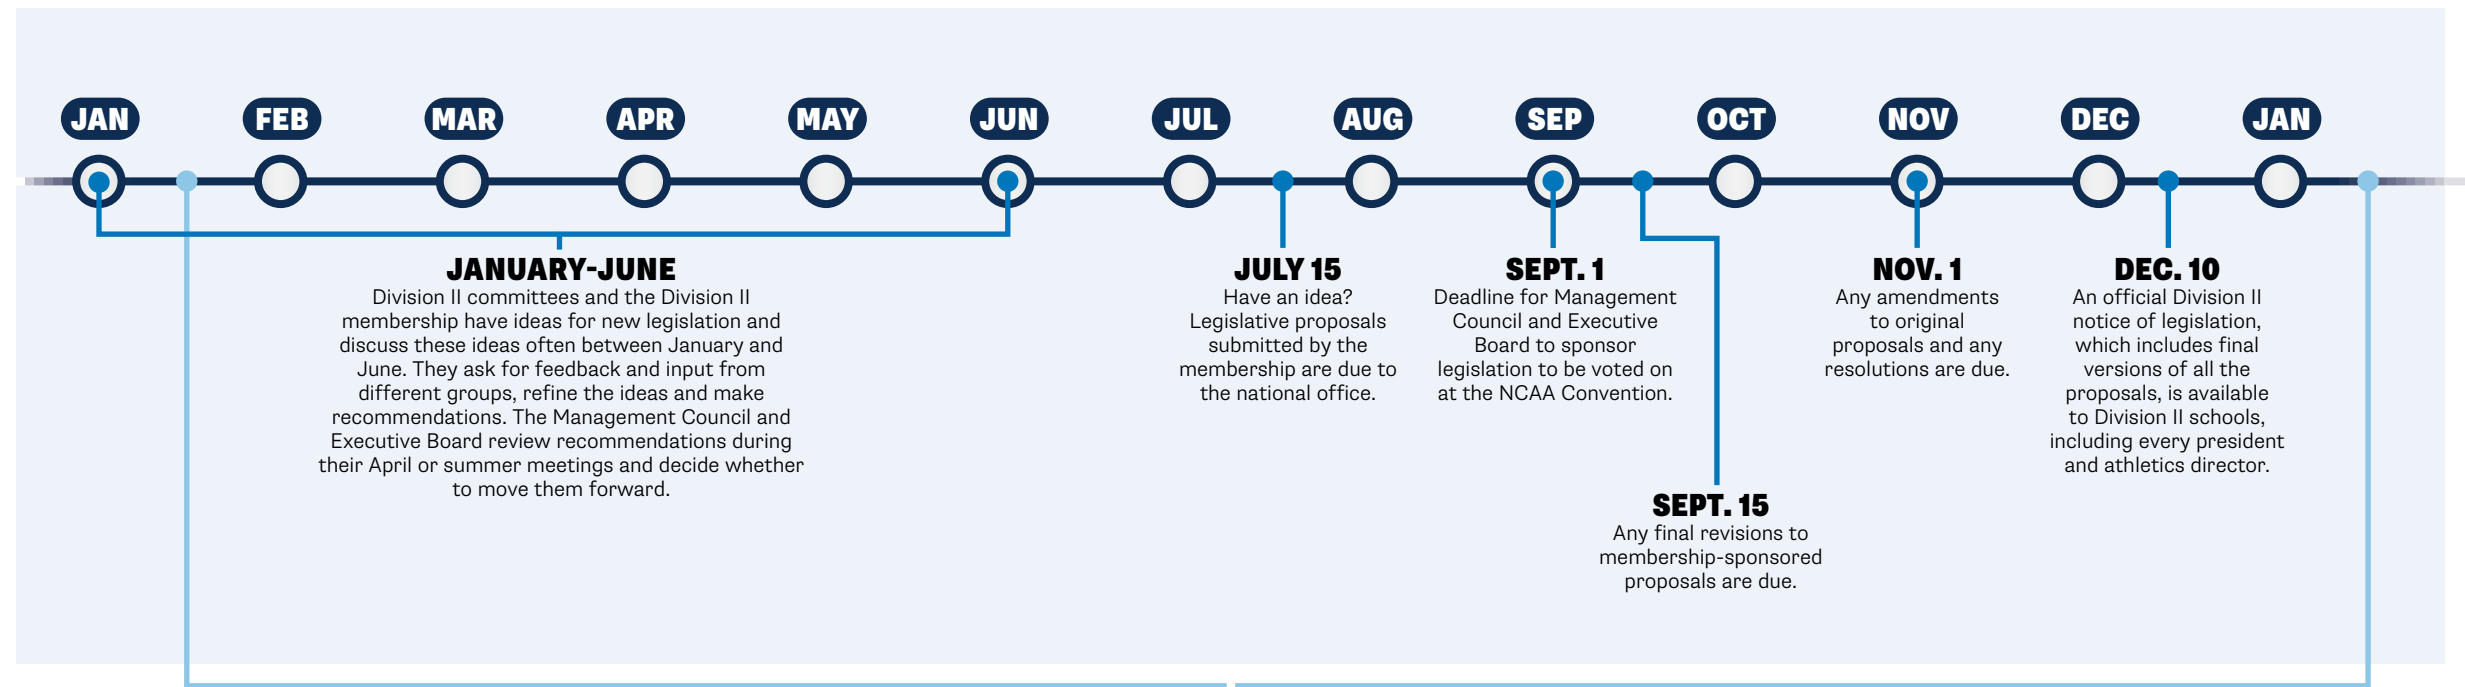 JAN
FEB
MAR
APR
MAY
JUN
JUL
AUG
SEP
OCT
NOV
DEC
JAN
JANUARY-JUNE
Division II committees and the Division II
membership have ideas for new legislation and
discuss these ideas often between January and
June. They ask for feedback and input from
different groups, refine the ideas and make
recommendations. The Management Council and
Executive Board review recommendations during
their April or summer meetings and decide whether
to move them forward.
JULY 15
Have an idea?
Legislative proposals
submitted by the
membership are due to
the national office.
SEPT. 1
Deadline for Management
Council and Executive
Board to sponsor
legislation to be voted on
at the NCAA Convention.
SEPT. 15
Any final revisions to
membership-sponsored
proposals are due.
NOV. 1
Any amendments
to original
proposals and any
resolutions are due.
DEC. 10
An official Division II
notice of legislation,
which includes final
versions of all the
proposals, is available
to Division II schools,
including every president
and athletics director.